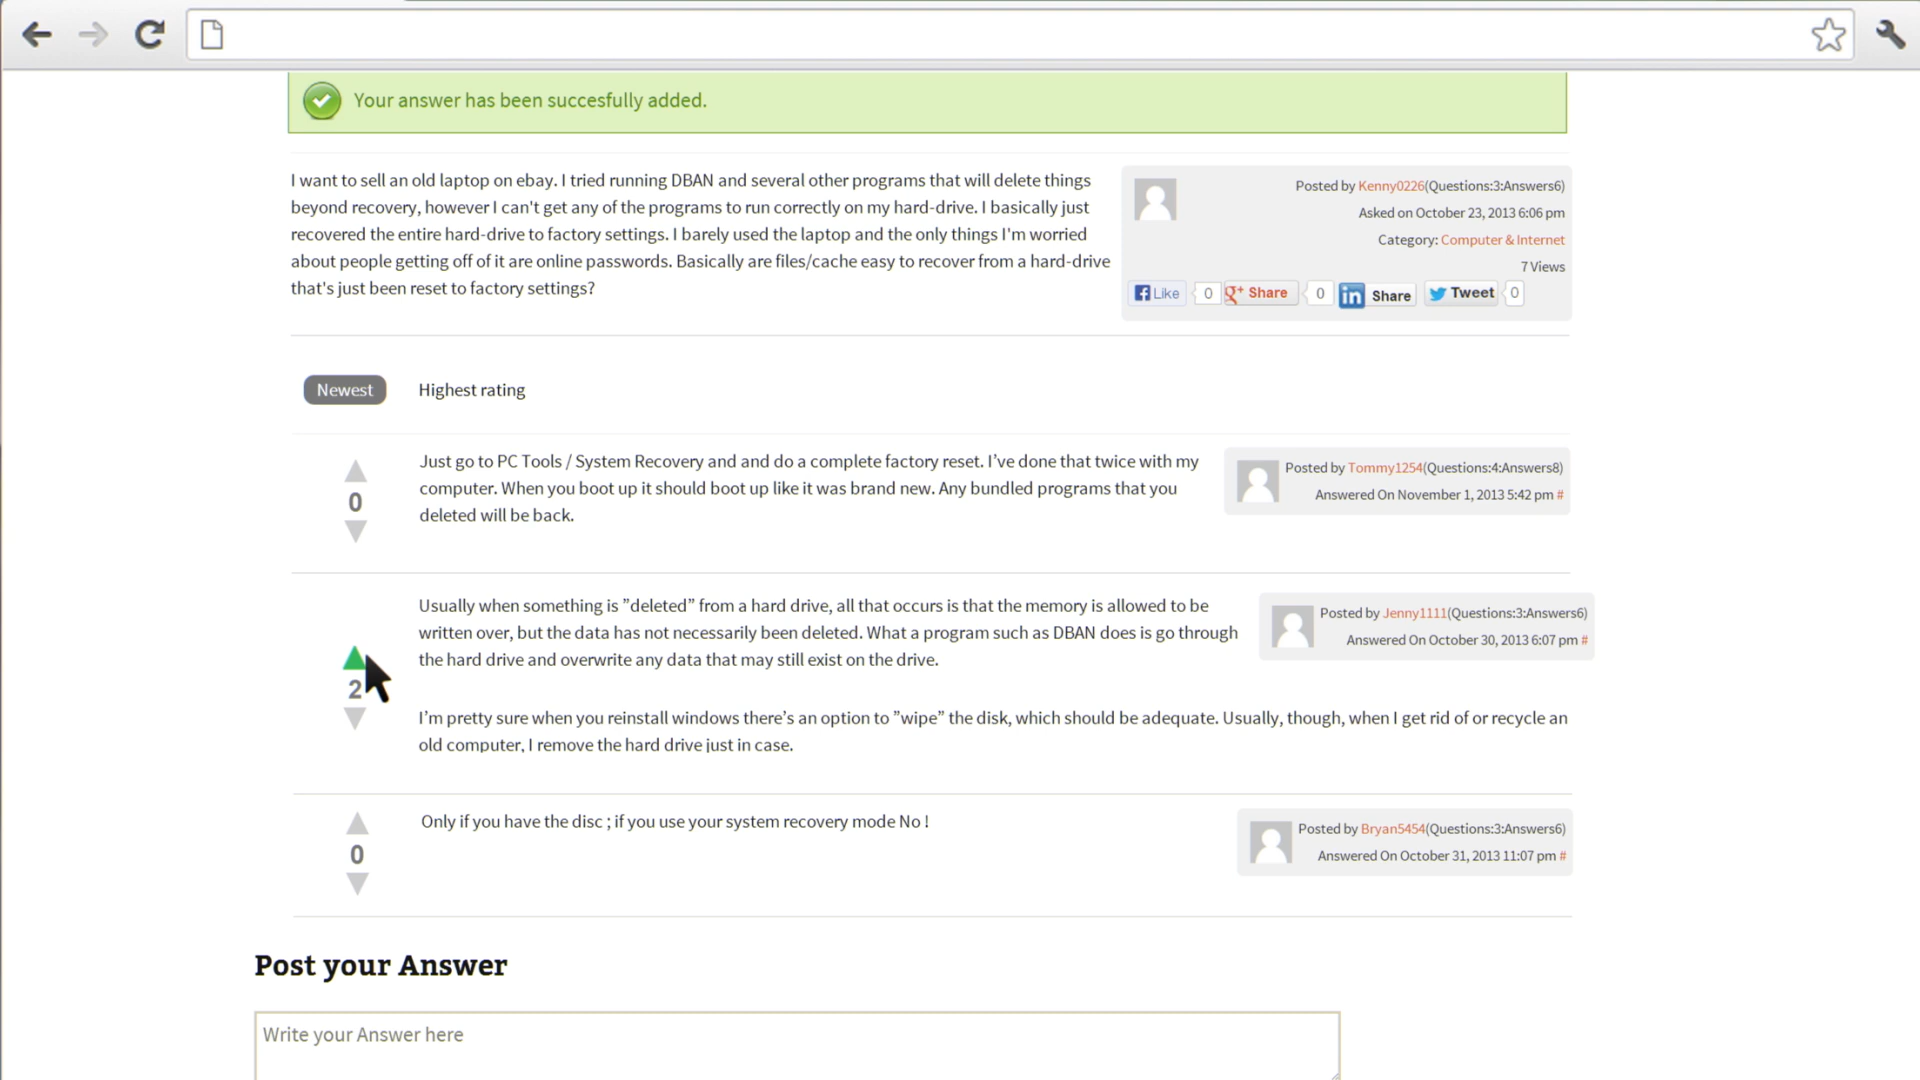 Your answer has been succesfully added.
I want to sell an old laptop on ebay. I tried running DBAN and several other programs that will delete things
beyond recovery, however I can't get any of the programs to run correctly on my hard-drive. I basically just
recovered the entire hard-drive to factory settings. I barely used the laptop and the only things I'm worried
about people getting off of it are online passwords. Basically are files/cache easy to recover from a hard-drive
that's just been reset to factory settings?
Posted by Kenny0226(Questions:3:Answers6)
Asked on October 23, 2013 6:06 pm
Category: Computer & Internet
7 Views
Like 0 g+ Share 0 in Share Tweet 0
Newest Highest rating
0
Just go to PC Tools / System Recovery and and do a complete factory reset. I’ve done that twice with my
computer. When you boot up it should boot up like it was brand new. Any bundled programs that you
deleted will be back.
Posted by Tommy1254(Questions:4:Answers8)
Answered On November 1, 2013 5:42 pm #
2
Usually when something is ”deleted” from a hard drive, all that occurs is that the memory is allowed to be
written over, but the data has not necessarily been deleted. What a program such as DBAN does is go through
the hard drive and overwrite any data that may still exist on the drive.
I’m pretty sure when you reinstall windows there’s an option to ”wipe” the disk, which should be adequate. Usually, though, when I get rid of or recycle an
old computer, I remove the hard drive just in case.
Posted by Jenny1111(Questions:3:Answers6)
Answered On October 30, 2013 6:07 pm #
0
Only if you have the disc ; if you use your system recovery mode No !
Posted by Bryan5454(Questions:3:Answers6)
Answered On October 31, 2013 11:07 pm #
Post your Answer
Write your Answer here